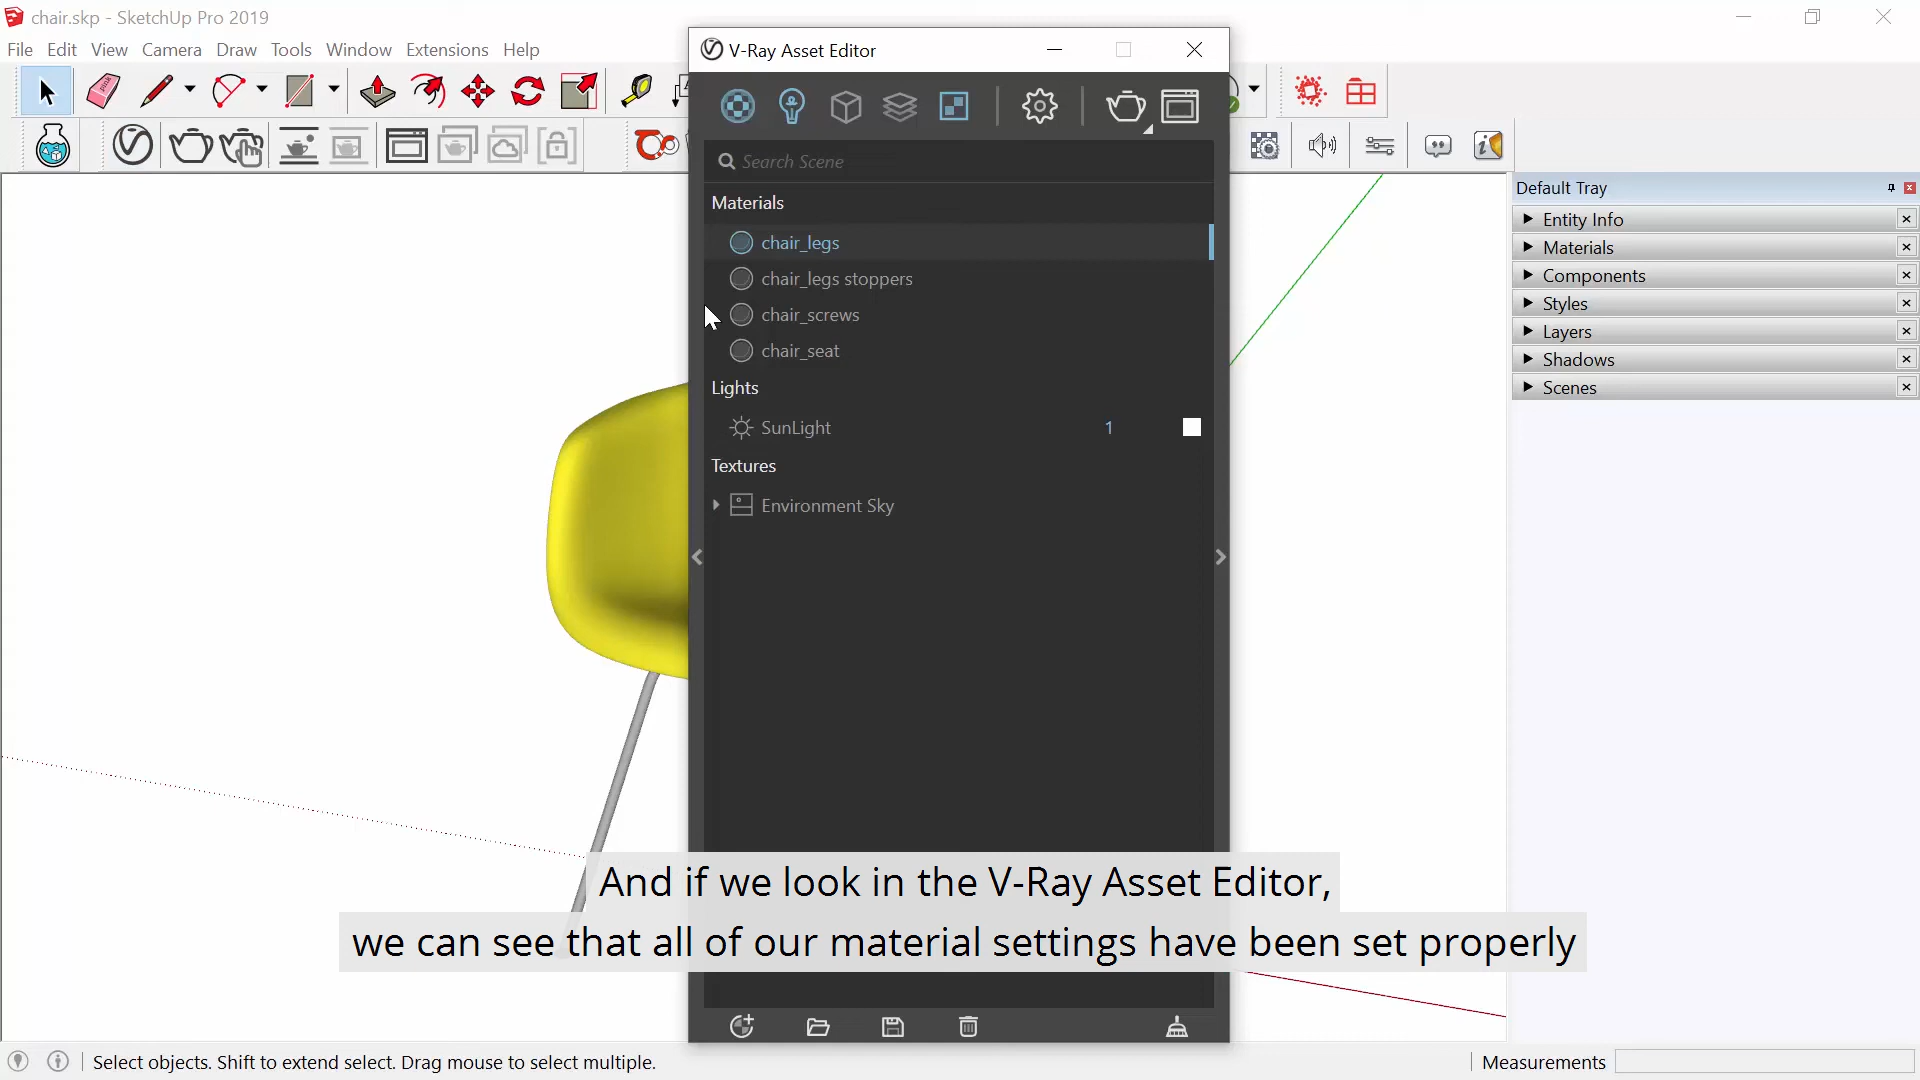 chair.skp - SketchUp Pro 2019
File Edit View Camera Draw Tools Window Extensions Help
V-Ray Asset Editor
Search Scene
Materials
chair_legs
chair_legs stoppers
chair_screws
chair_seat
Lights
SunLight 1
Textures
Environment Sky
Default Tray
Entity Info
Materials
Components
Styles
Layers
Shadows
Scenes
And if we look in the V-Ray Asset Editor,
we can see that all of our material settings have been set properly
Select objects. Shift to extend select. Drag mouse to select multiple.
Measurements